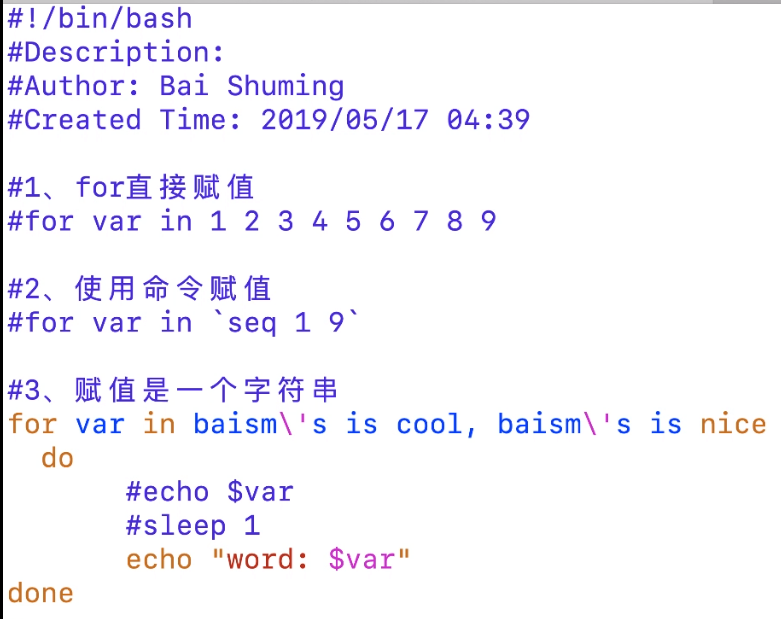 #!/bin/bash
#Description:
#Author: Bai Shuming
#Created Time: 2019/05/17 04:39
#1、for直接赋值
#for var in 1 2 3 4 5 6 7 8 9
#2、使用命令赋值
#for var in `seq 1 9`
#3、赋值是一个字符串
for var in baism\'s is cool, baism\'s is nice
do
#echo $var
#sleep 1
echo "word: $var"
done